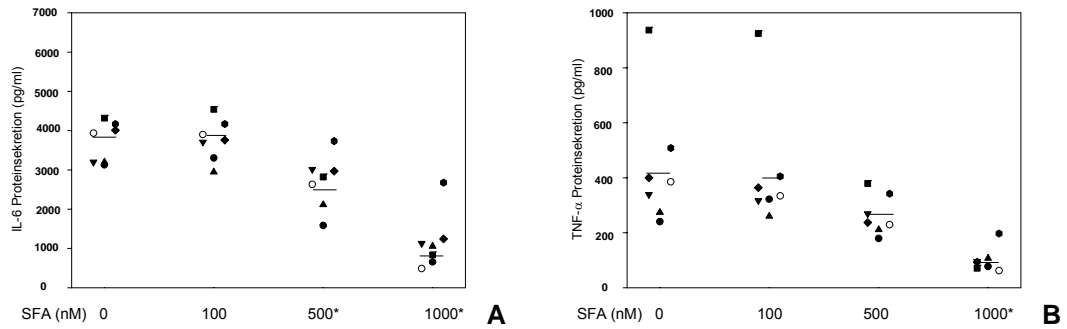 7000
6000
5000
4000
3000
2000
1000
0
IL-6 Proteinsekretion (pg/ml)
SFA (nM) 0 100 500* 1000*
A
1000
800
600
400
200
0
TNF-α Proteinsekretion (pg/ml)
SFA (nM) 0 100 500 1000*
B